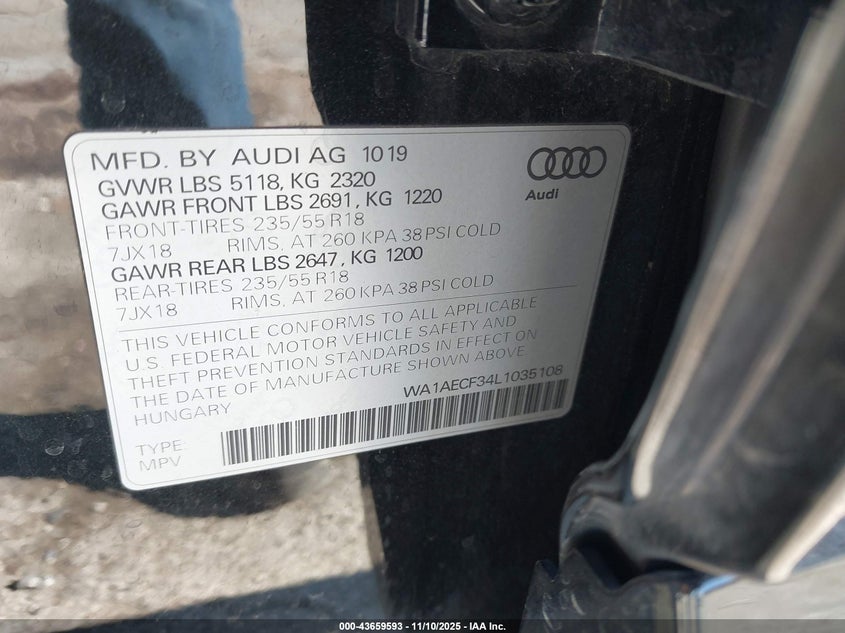 MFD. BY AUDI AG 1019
GVWR LBS 5118, KG 2320
GAWR FRONT LBS 2691, KG 1220
FRONT-TIRES 235/55 R18
7JX18 RIMS, AT 260 KPA 38 PSI COLD
GAWR REAR LBS 2647, KG 1200
REAR-TIRES 235/55 R18
7JX18 RIMS, AT 260 KPA 38 PSI COLD
Audi
THIS VEHICLE CONFORMS TO ALL APPLICABLE
U.S. FEDERAL MOTOR VEHICLE SAFETY AND
THEFT PREVENTION STANDARDS IN EFFECT ON
THE DATE OF MANUFACTURE SHOWN ABOVE
HUNGARY WA1AECF34L1035108
TYPE:
MPV
000-43659593 - 11/10/2025 - IAA Inc.